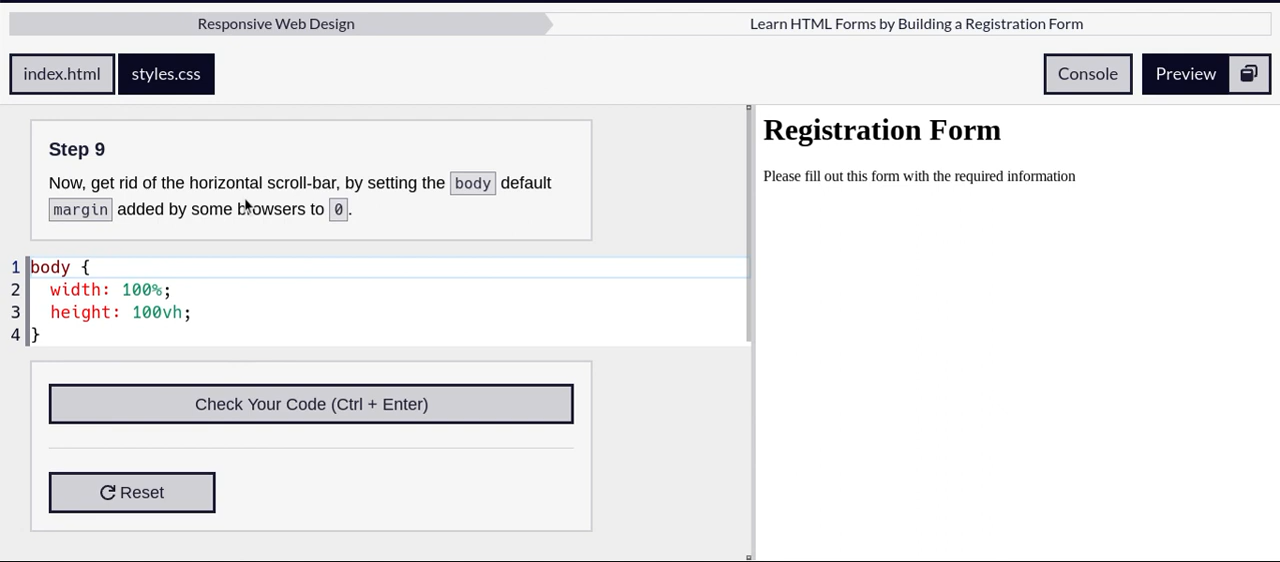 Responsive Web Design
Learn HTML Forms by Building a Registration Form
index.html
styles.css
Console
Preview
Step 9
Now, get rid of the horizontal scroll-bar, by setting the body default
margin added by some browsers to 0.
1 body {
2   width: 100%;
3   height: 100vh;
4 }
Check Your Code (Ctrl + Enter)
Reset
Registration Form
Please fill out this form with the required information